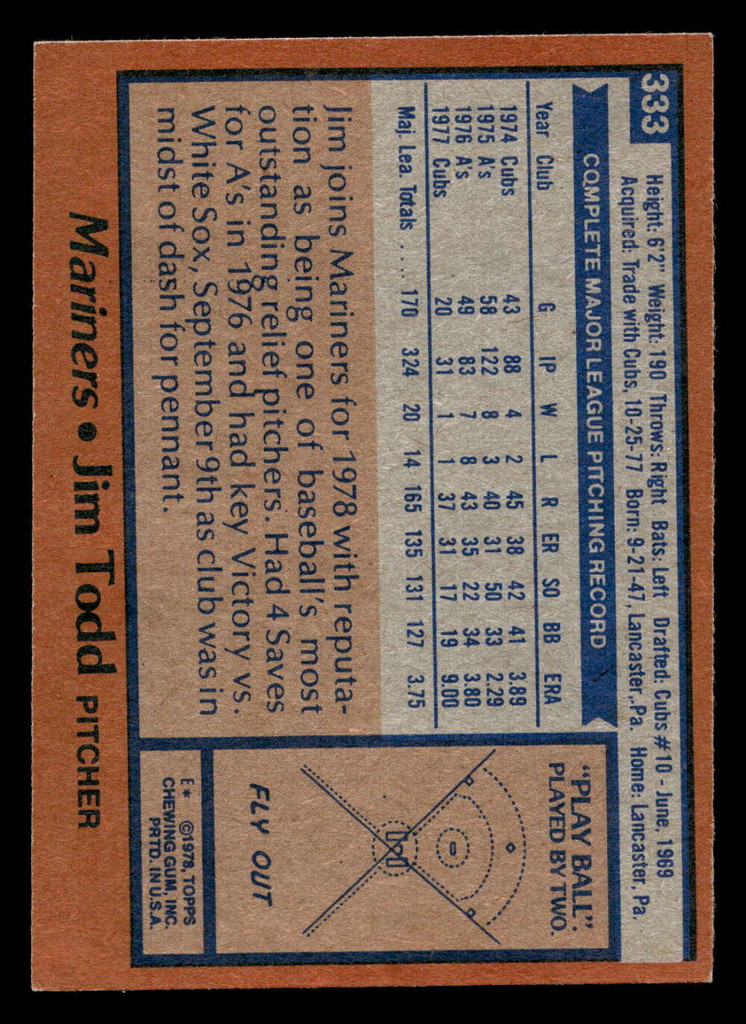 333
Height: 6'2" Weight: 190 Throws: Right Bats: Left Drafted: Cubs #10 - June, 1969
Acquired: Trade with Cubs, 10-25-77 Born: 9-21-47, Lancaster, Pa. Home: Lancaster, Pa.
COMPLETE MAJOR LEAGUE PITCHING RECORD
Year Club G IP W L R ER SO BB ERA
1974 Cubs 43 88 4 2 45 38 42 41 3.89
1975 A's 58 122 8 3 40 31 50 33 2.29
1976 A's 49 83 7 8 43 35 22 34 3.80
1977 Cubs 20 31 1 1 37 31 17 19 9.00
Maj. Lea. Totals .... 170 324 20 14 165 135 131 127 3.75
Jim joins Mariners for 1978 with reputa-
tion as being one of baseball's most
outstanding relief pitchers. Had 4 Saves
for A's in 1976 and had key Victory vs.
White Sox, September 9th as club was in
midst of dash for pennant.
"PLAY BALL":
PLAYED BY TWO.
FLY OUT
E* ©1978, TOPPS
CHEWING GUM, INC.
PRTD. IN U.S.A.
Mariners • Jim Todd PITCHER